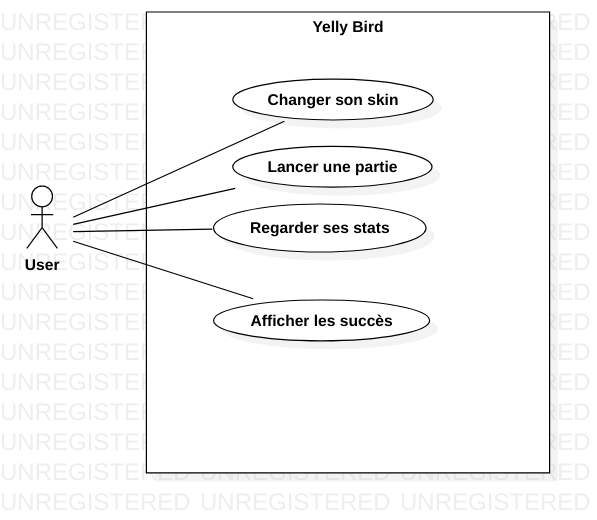 Yelly Bird
Changer son skin
Lancer une partie
Regarder ses stats
User
Afficher les succès
UNREGISTERED UNREGISTERED UNREGISTERED